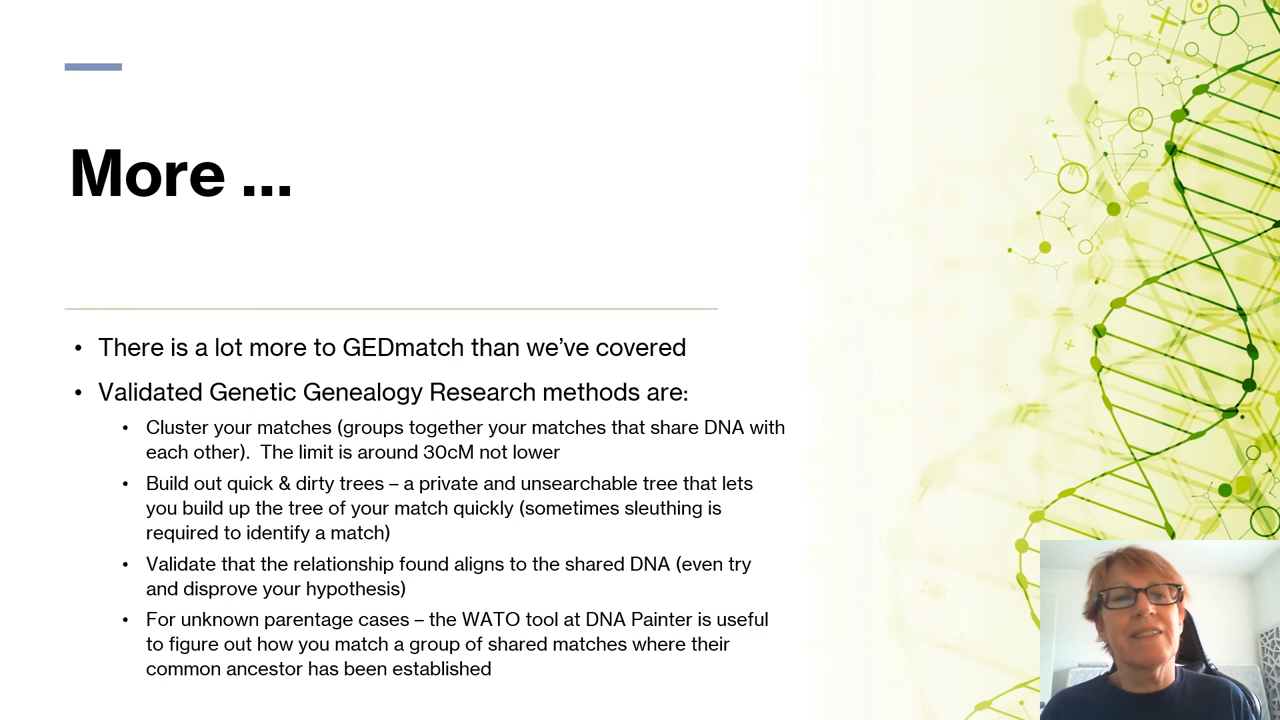 More ...
• There is a lot more to GEDmatch than we’ve covered
• Validated Genetic Genealogy Research methods are:
• Cluster your matches (groups together your matches that share DNA with
each other).  The limit is around 30cM not lower
• Build out quick & dirty trees – a private and unsearchable tree that lets
you build up the tree of your match quickly (sometimes sleuthing is
required to identify a match)
• Validate that the relationship found aligns to the shared DNA (even try
and disprove your hypothesis)
• For unknown parentage cases – the WATO tool at DNA Painter is useful
to figure out how you match a group of shared matches where their
common ancestor has been established